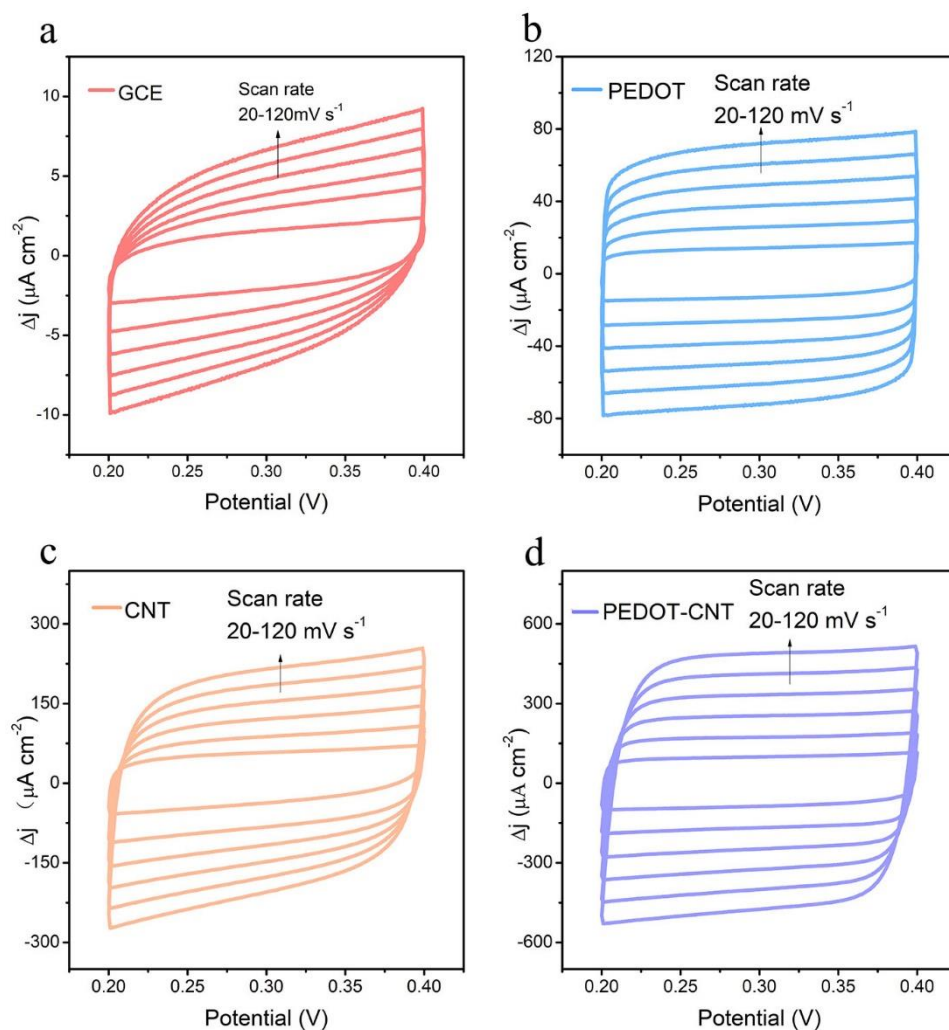 a
GCE
Scan rate
20-120mV s⁻¹
10
5
0
-5
-10
Δj (μA cm⁻²)
0.20 0.25 0.30 0.35 0.40
Potential (V)
b
PEDOT
Scan rate
20-120 mV s⁻¹
120
80
40
0
-40
-80
Δj (μA cm⁻²)
0.20 0.25 0.30 0.35 0.40
Potential (V)
c
CNT
Scan rate
20-120 mV s⁻¹
300
150
0
-150
-300
Δj （μA cm⁻²)
0.20 0.25 0.30 0.35 0.40
Potential (V)
d
PEDOT-CNT
Scan rate
20-120 mV s⁻¹
600
300
0
-300
-600
Δj (μA cm⁻²)
0.20 0.25 0.30 0.35 0.40
Potential (V)